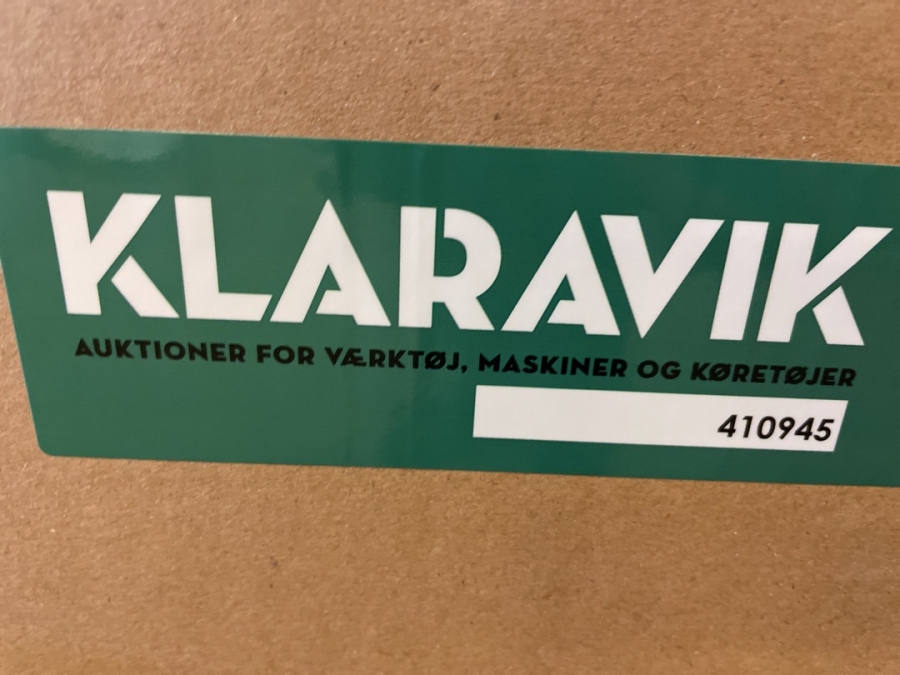 KLARAVIK
AUKTIONER FOR VÆRKTØJ, MASKINER OG KØRETØJER
410945